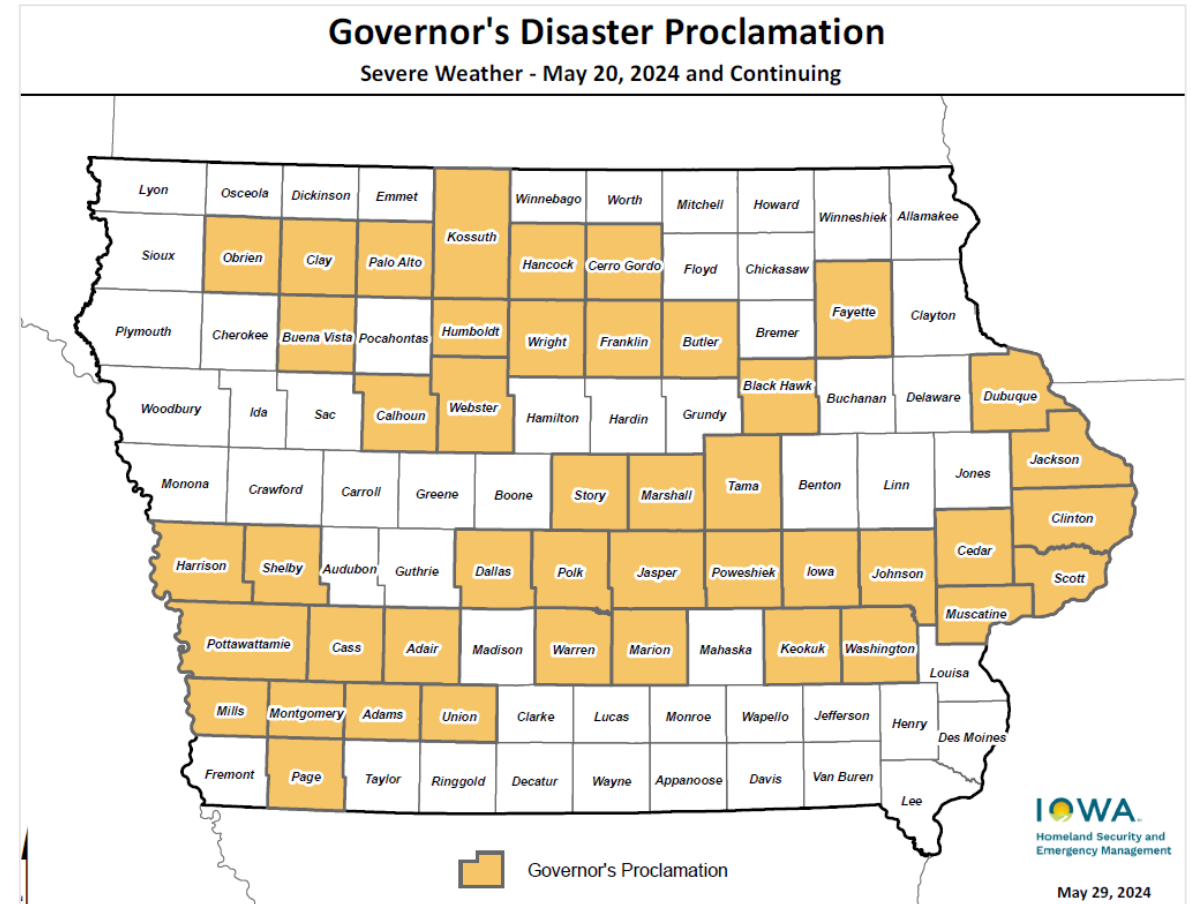 Governor's Disaster Proclamation
Severe Weather - May 20, 2024 and Continuing
Lyon
Osceola
Dickinson
Emmet
Kossuth
Winnebago
Worth
Mitchell
Howard
Winneshiek
Allamakee
Sioux
Obrien
Clay
Palo Alto
Hancock
Cerro Gordo
Floyd
Chickasaw
Fayette
Clayton
Plymouth
Cherokee
Buena Vista
Pocahontas
Humboldt
Wright
Franklin
Butler
Bremer
Black Hawk
Buchanan
Delaware
Dubuque
Woodbury
Ida
Sac
Calhoun
Webster
Hamilton
Hardin
Grundy
Jackson
Monona
Crawford
Carroll
Greene
Boone
Story
Marshall
Tama
Benton
Linn
Jones
Clinton
Harrison
Shelby
Audubon
Guthrie
Dallas
Polk
Jasper
Poweshiek
Iowa
Johnson
Cedar
Scott
Muscatine
Pottawattamie
Cass
Adair
Madison
Warren
Marion
Mahaska
Keokuk
Washington
Louisa
Mills
Montgomery
Adams
Union
Clarke
Lucas
Monroe
Wapello
Jefferson
Henry
Des Moines
Fremont
Page
Taylor
Ringgold
Decatur
Wayne
Appanoose
Davis
Van Buren
Lee
Governor's Proclamation
IOWA
Homeland Security and
Emergency Management
May 29, 2024